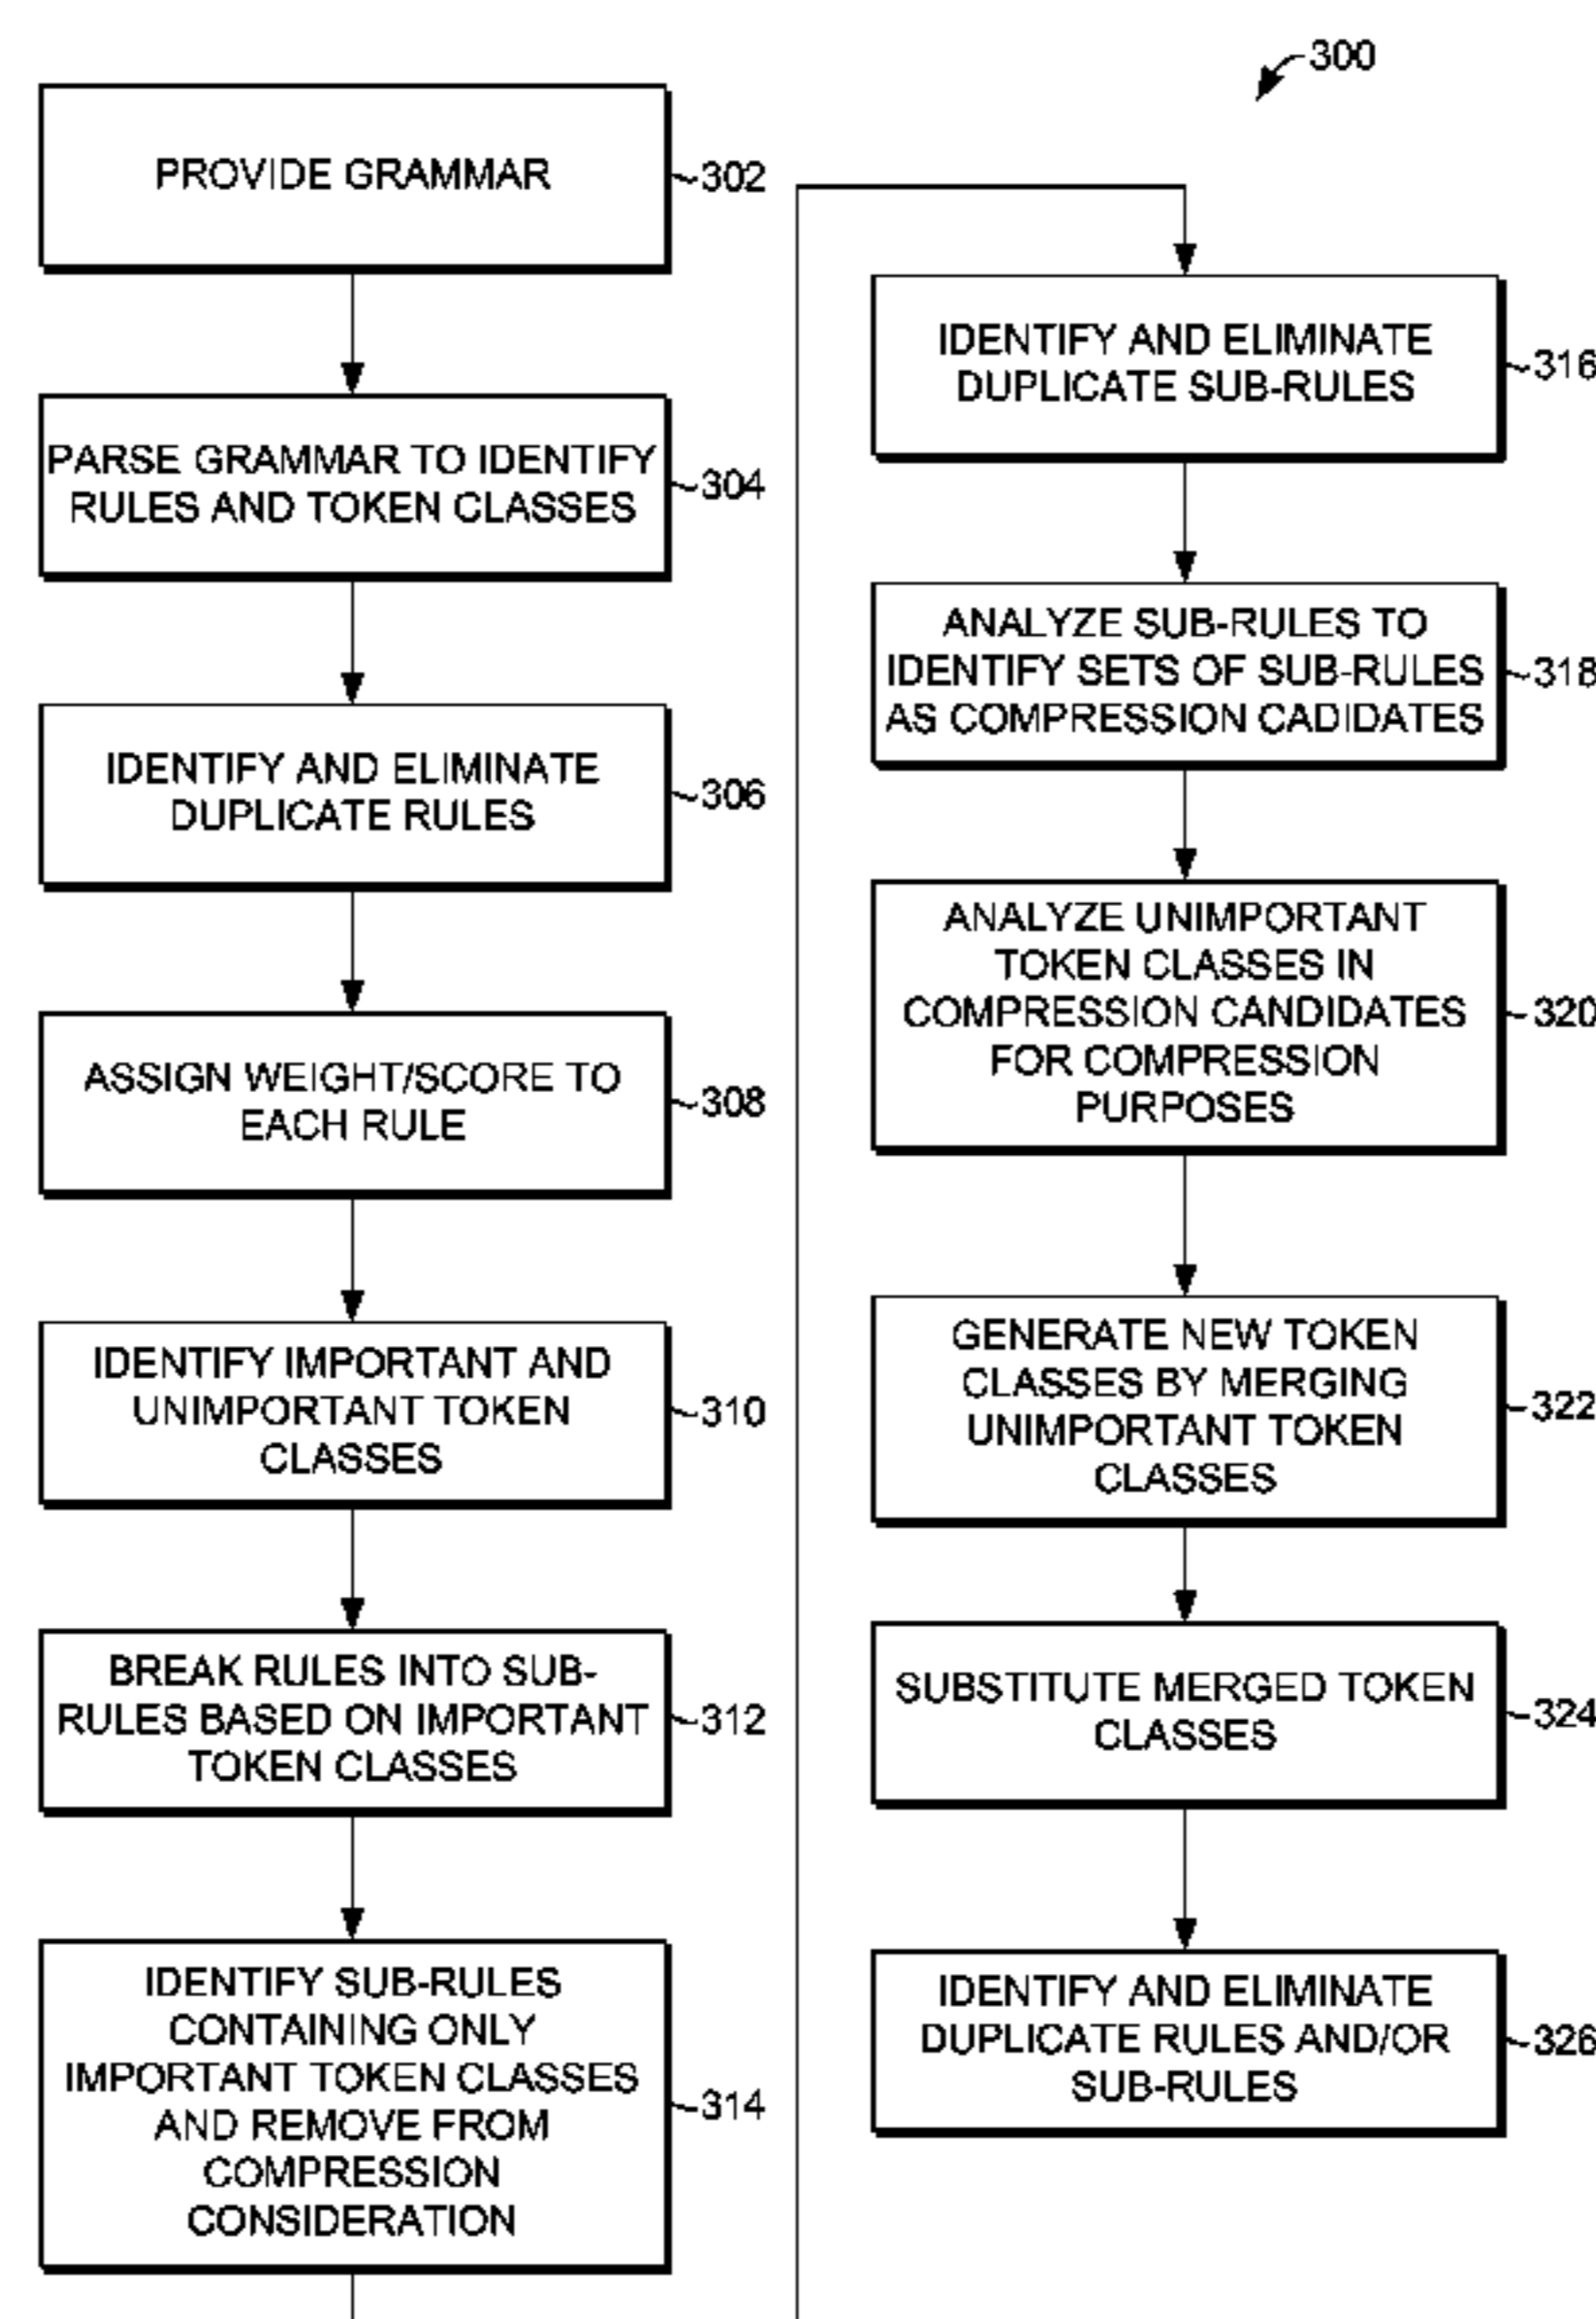 300
PROVIDE GRAMMAR
302
PARSE GRAMMAR TO IDENTIFY
RULES AND TOKEN CLASSES
304
IDENTIFY AND ELIMINATE
DUPLICATE RULES
306
ASSIGN WEIGHT/SCORE TO
EACH RULE
308
IDENTIFY IMPORTANT AND
UNIMPORTANT TOKEN
CLASSES
310
BREAK RULES INTO SUB-
RULES BASED ON IMPORTANT
TOKEN CLASSES
312
IDENTIFY SUB-RULES
CONTAINING ONLY
IMPORTANT TOKEN CLASSES
AND REMOVE FROM
COMPRESSION
CONSIDERATION
314
IDENTIFY AND ELIMINATE
DUPLICATE SUB-RULES
316
ANALYZE SUB-RULES TO
IDENTIFY SETS OF SUB-RULES
AS COMPRESSION CADIDATES
318
ANALYZE UNIMPORTANT
TOKEN CLASSES IN
COMPRESSION CANDIDATES
FOR COMPRESSION
PURPOSES
320
GENERATE NEW TOKEN
CLASSES BY MERGING
UNIMPORTANT TOKEN
CLASSES
322
SUBSTITUTE MERGED TOKEN
CLASSES
324
IDENTIFY AND ELIMINATE
DUPLICATE RULES AND/OR
SUB-RULES
326